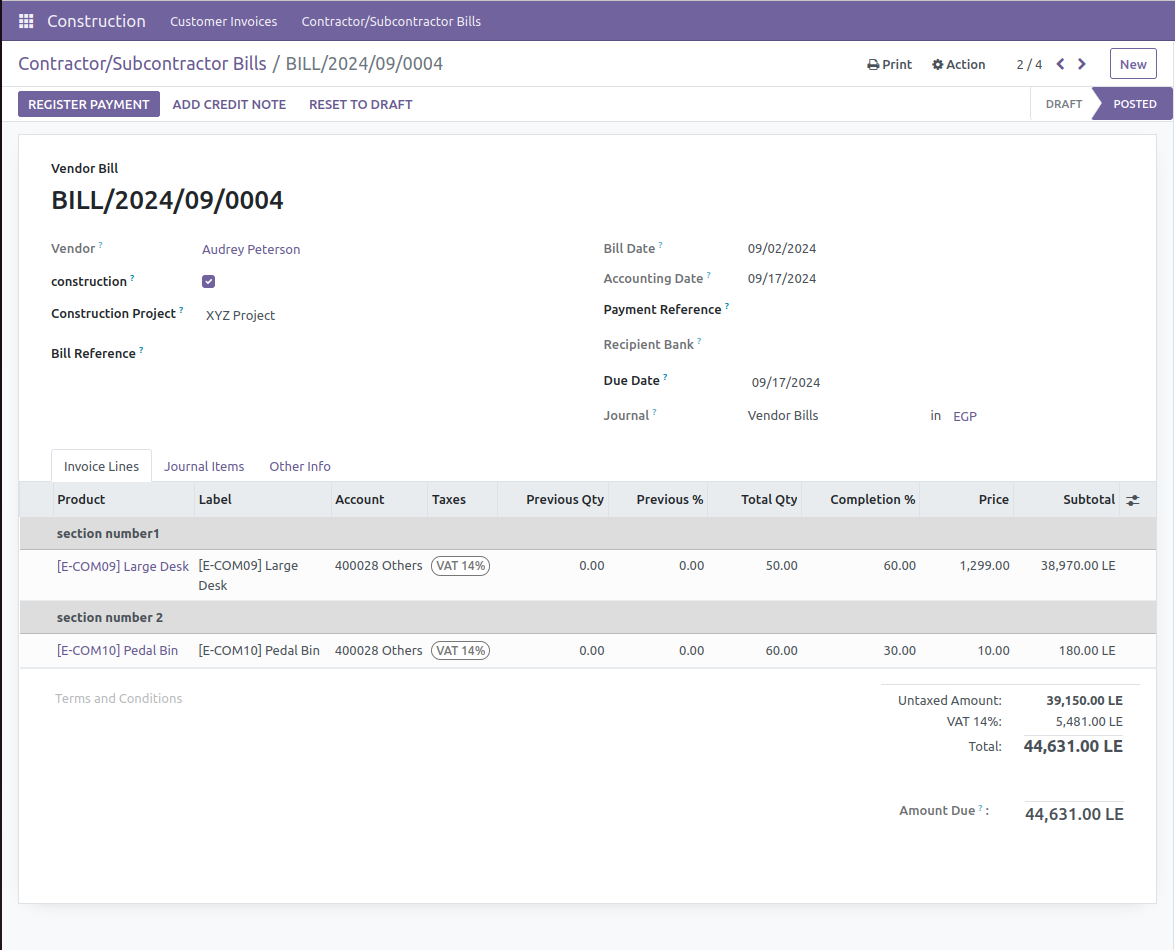 Construction Customer Invoices Contractor/Subcontractor Bills
Contractor/Subcontractor Bills / BILL/2024/09/0004 Print Action 2 / 4 New
REGISTER PAYMENT ADD CREDIT NOTE RESET TO DRAFT DRAFT POSTED
Vendor Bill
BILL/2024/09/0004
Vendor ? Audrey Peterson Bill Date ? 09/02/2024
construction ? Accounting Date ? 09/17/2024
Construction Project ? XYZ Project Payment Reference ?
Recipient Bank ?
Bill Reference ?
Due Date ? 09/17/2024
Journal ? Vendor Bills in EGP
Invoice Lines Journal Items Other Info
Product Label Account Taxes Previous Qty Previous % Total Qty Completion % Price Subtotal
section number1
[E-COM09] Large Desk [E-COM09] Large 400028 Others VAT 14% 0.00 0.00 50.00 60.00 1,299.00 38,970.00 LE
Desk
section number 2
[E-COM10] Pedal Bin [E-COM10] Pedal Bin 400028 Others VAT 14% 0.00 0.00 60.00 30.00 10.00 180.00 LE
Terms and Conditions Untaxed Amount: 39,150.00 LE
VAT 14%: 5,481.00 LE
Total: 44,631.00 LE
Amount Due ? : 44,631.00 LE